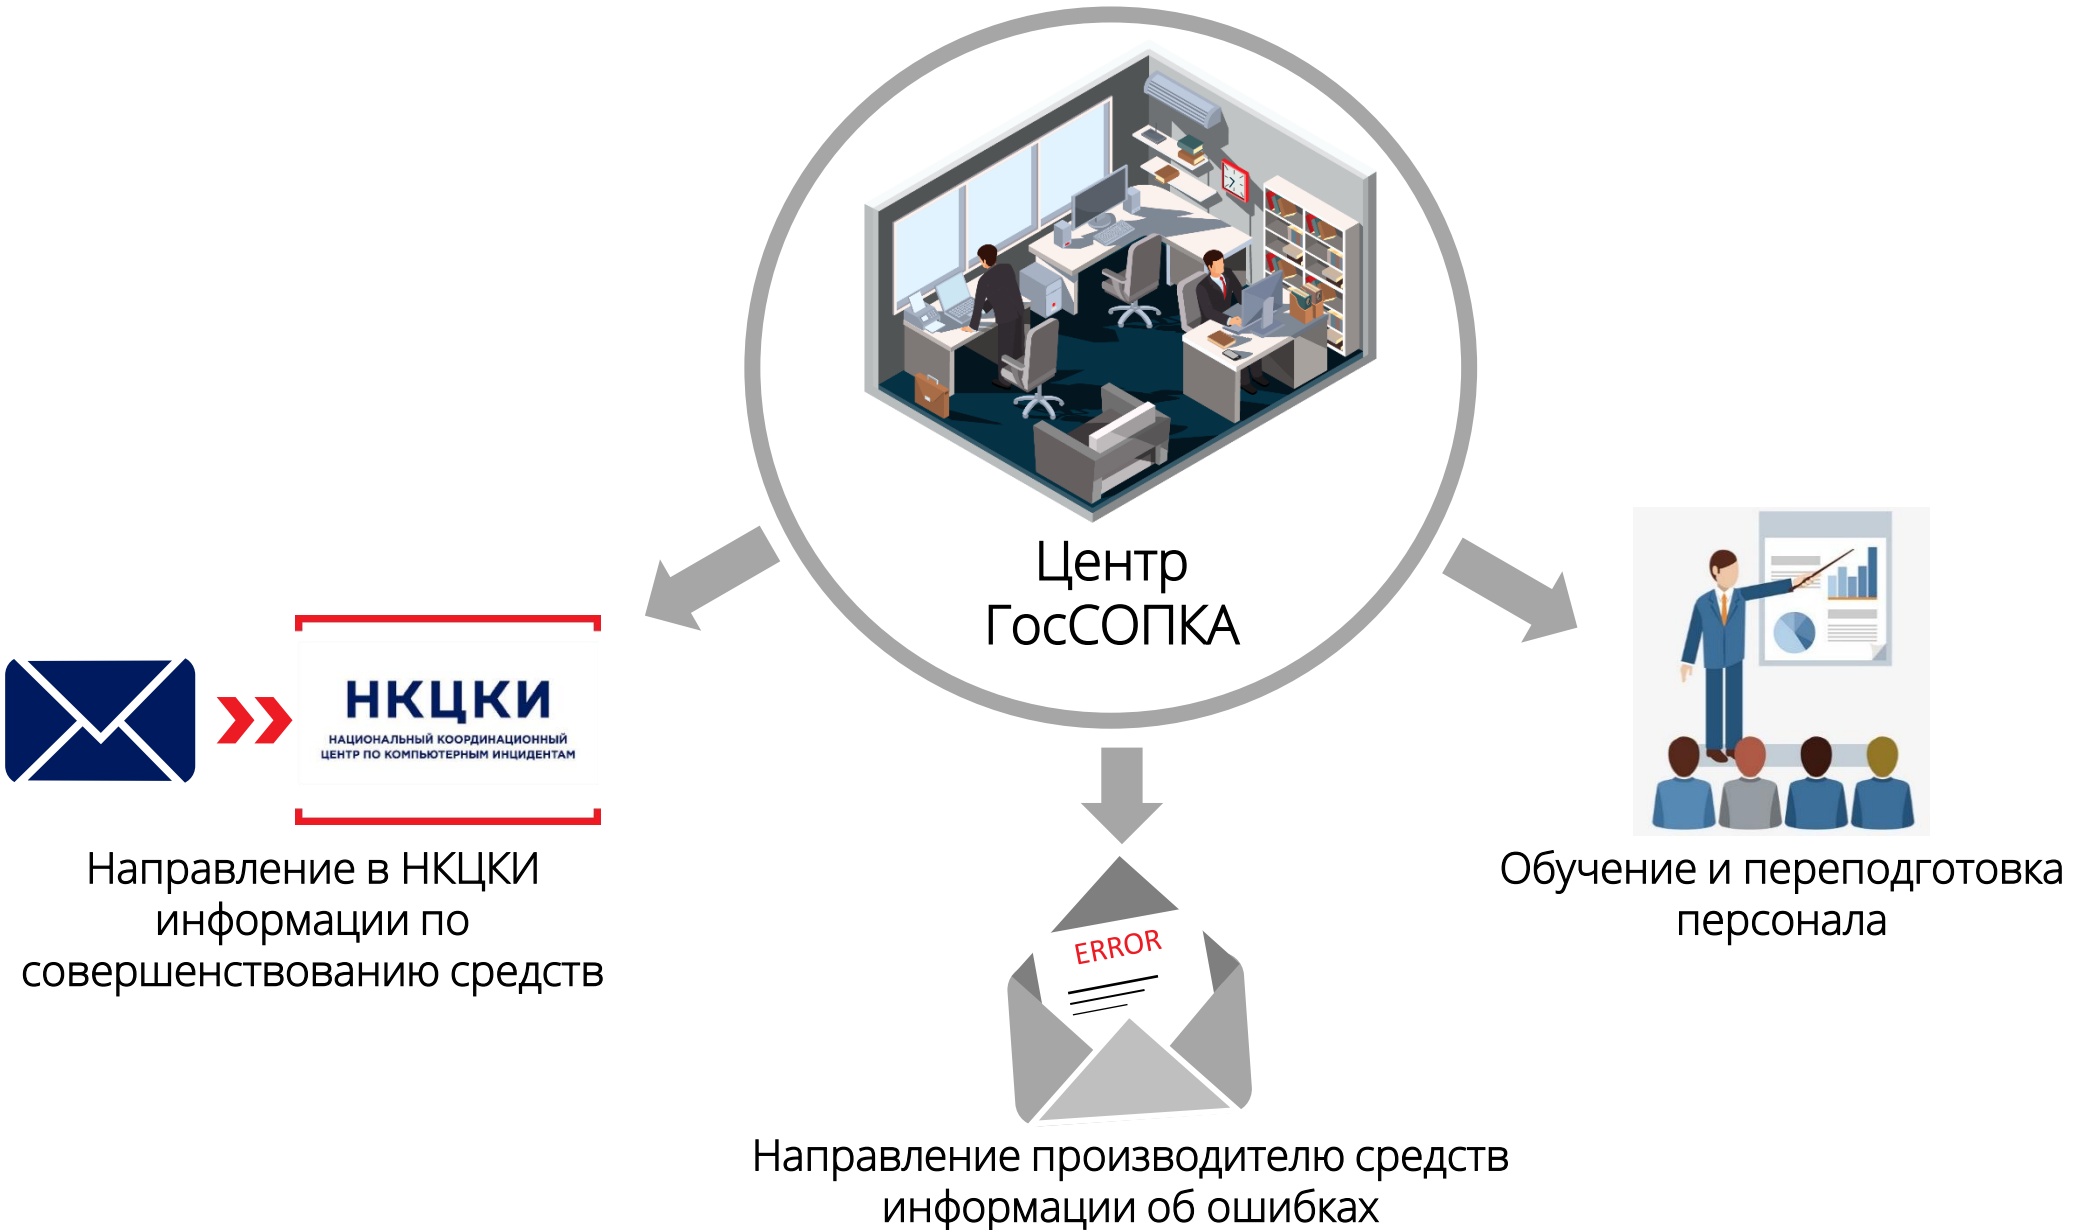 Центр
ГосСОПКА
НКЦКИ
НАЦИОНАЛЬНЫЙ КООРДИНАЦИОННЫЙ
ЦЕНТР ПО КОМПЬЮТЕРНЫМ ИНЦИДЕНТАМ
Направление в НКЦКИ
информации по
совершенствованию средств
ERROR
Направление производителю средств
информации об ошибках
Обучение и переподготовка
персонала